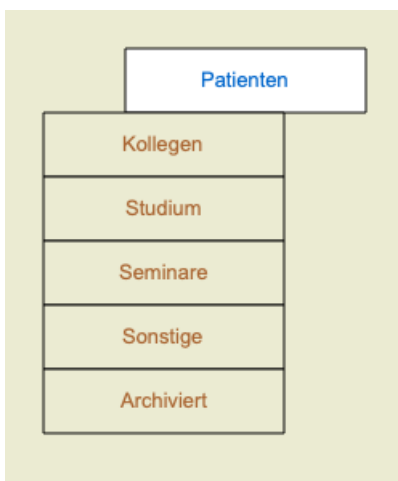 Patienten
Kollegen
Studium
Seminare
Sonstige
Archiviert